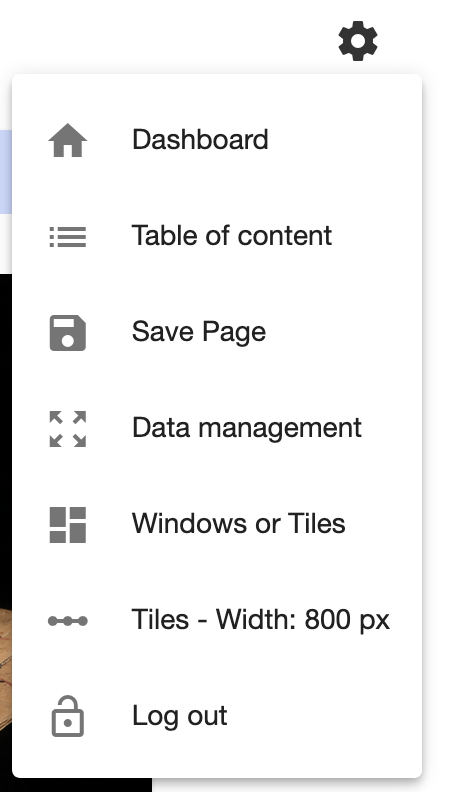 Dashboard
Table of content
Save Page
Data management
Windows or Tiles
Tiles - Width: 800 px
Log out